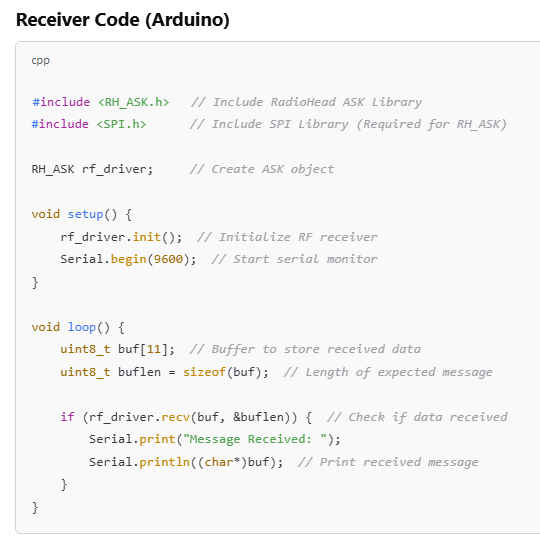 Receiver Code (Arduino)
cpp
#include <RH_ASK.h>   // Include RadioHead ASK Library
#include <SPI.h>      // Include SPI Library (Required for RH_ASK)
RH_ASK rf_driver;     // Create ASK object
void setup() {
    rf_driver.init();  // Initialize RF receiver
    Serial.begin(9600);  // Start serial monitor
}
void loop() {
    uint8_t buf[11];  // Buffer to store received data
    uint8_t buflen = sizeof(buf);  // Length of expected message
    if (rf_driver.recv(buf, &buflen)) {  // Check if data received
        Serial.print("Message Received: ");
        Serial.println((char*)buf);  // Print received message
    }
}